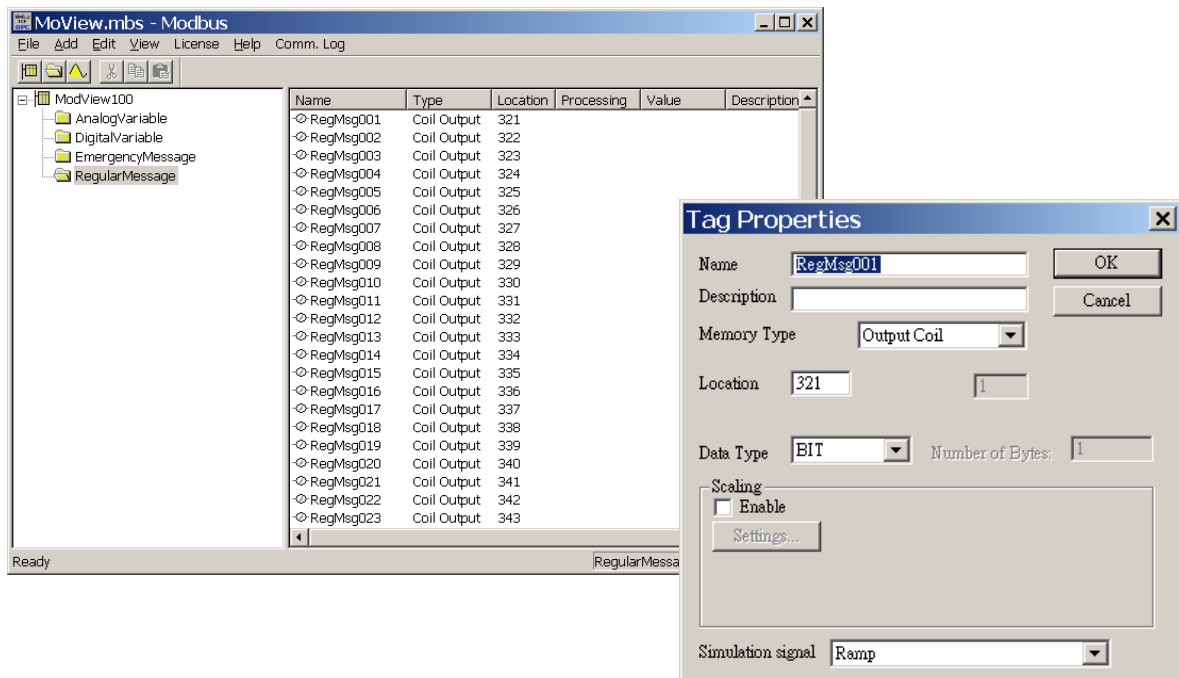 MoView.mbs - Modbus
File Add Edit View License Help Comm. Log
ModView100
AnalogVariable
DigitalVariable
EmergencyMessage
RegularMessage
Name Type Location Processing Value Description
RegMsg001 Coil Output 321
RegMsg002 Coil Output 322
RegMsg003 Coil Output 323
RegMsg004 Coil Output 324
RegMsg005 Coil Output 325
RegMsg006 Coil Output 326
RegMsg007 Coil Output 327
RegMsg008 Coil Output 328
RegMsg009 Coil Output 329
RegMsg010 Coil Output 330
RegMsg011 Coil Output 331
RegMsg012 Coil Output 332
RegMsg013 Coil Output 333
RegMsg014 Coil Output 334
RegMsg015 Coil Output 335
RegMsg016 Coil Output 336
RegMsg017 Coil Output 337
RegMsg018 Coil Output 338
RegMsg019 Coil Output 339
RegMsg020 Coil Output 340
RegMsg021 Coil Output 341
RegMsg022 Coil Output 342
RegMsg023 Coil Output 343
Ready RegularMessa
Tag Properties
Name RegMsg001 OK
Description Cancel
Memory Type Output Coil
Location 321 1
Data Type BIT Number of Bytes: 1
Scaling
Enable
Settings...
Simulation signal Ramp